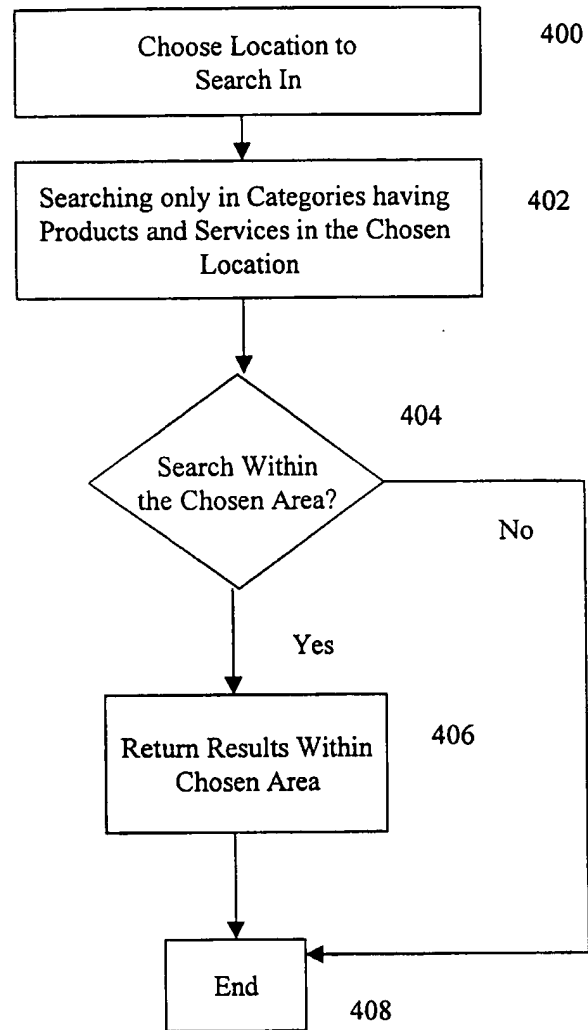 Choose Location to
Search In
400
Searching only in Categories having
Products and Services in the Chosen
Location
402
404
Search Within
the Chosen Area?
No
Yes
Return Results Within
Chosen Area
406
End
408